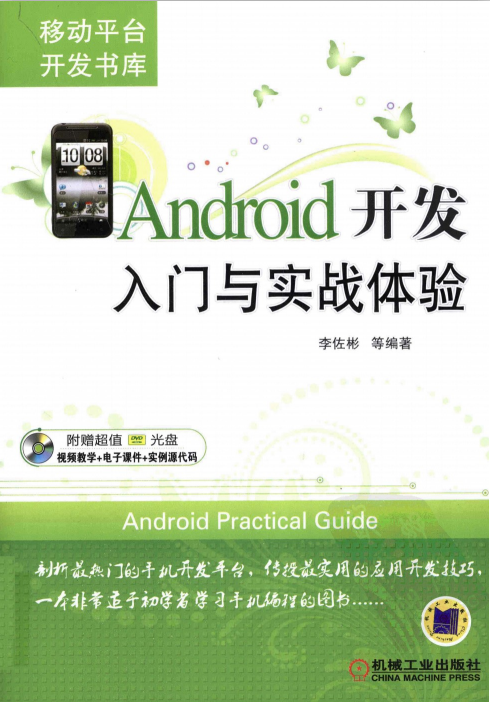 移动平台
开发书库
10 08
Android 开发
入门与实战体验
李佐彬 等编著
附赠超值 DVD 光盘
视频教学+电子课件+实例源代码
Android Practical Guide
剖析最热门的手机开发平台，传授最实用的应用开发技巧，
一本非常适于初学者学习手机编程的图书……
机械工业出版社
CHINA MACHINE PRESS